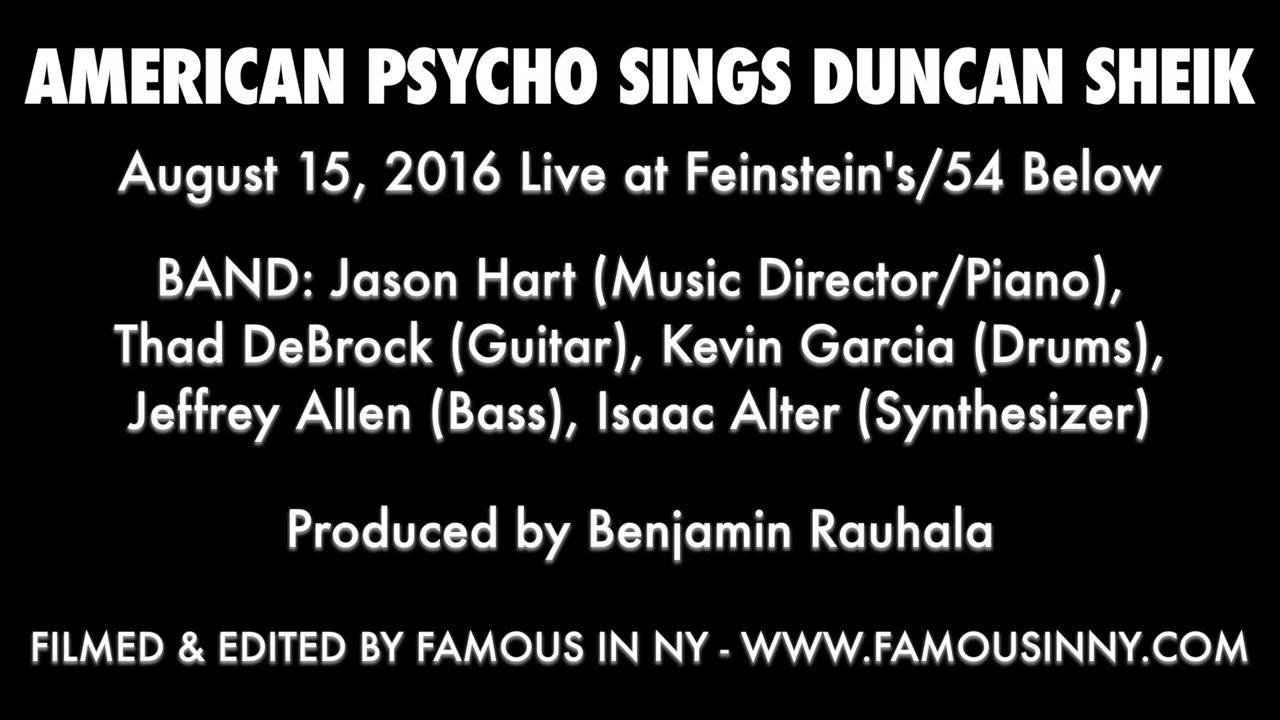 AMERICAN PSYCHO SINGS DUNCAN SHEIK
August 15, 2016 Live at Feinstein's/54 Below
BAND: Jason Hart (Music Director/Piano),
Thad DeBrock (Guitar), Kevin Garcia (Drums),
Jeffrey Allen (Bass), Isaac Alter (Synthesizer)
Produced by Benjamin Rauhala
FILMED & EDITED BY FAMOUS IN NY - WWW.FAMOUSINNY.COM